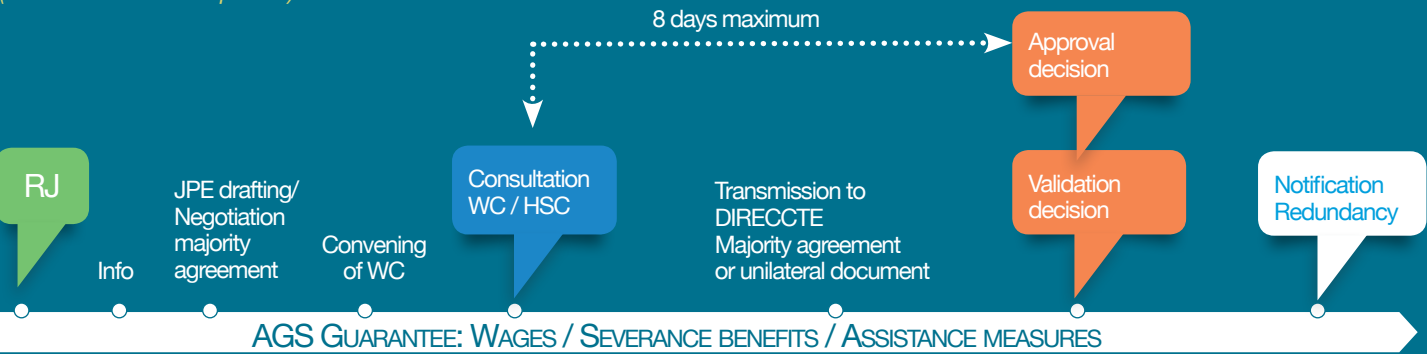 8 days maximum
Approval
decision
RJ
Info
JPE drafting/
Negotiation
majority
agreement
Convening
of WC
Consultation
WC / HSC
Transmission to
DIRECCTE
Majority agreement
or unilateral document
Validation
decision
Notification
Redundancy
AGS GUARANTEE: WAGES / SEVERANCE BENEFITS / ASSISTANCE MEASURES